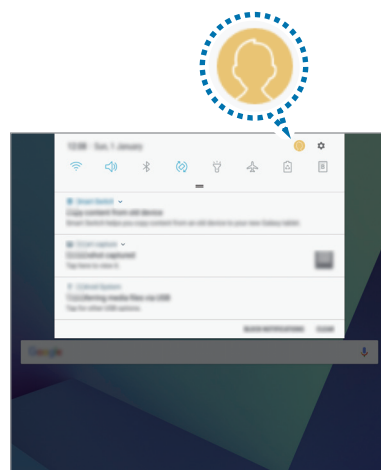 12:00 Sun, 1 January
Smart Switch
Copy content from old device
Smart Switch helps you copy content from an old device to your new Galaxy tablet.
Screenshot captured
Tap here to view it.
Android System
Transferring media files via USB
Tap for other USB options.
BLOCK NOTIFICATIONS CLEAR
Google